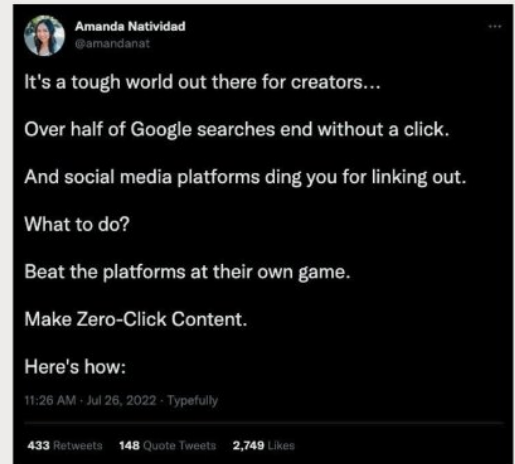 Amanda Natividad
@amandanat
It's a tough world out there for creators...
Over half of Google searches end without a click.
And social media platforms ding you for linking out.
What to do?
Beat the platforms at their own game.
Make Zero-Click Content.
Here's how:
11:26 AM · Jul 26, 2022 · Typefully
433 Retweets 148 Quote Tweets 2,749 Likes